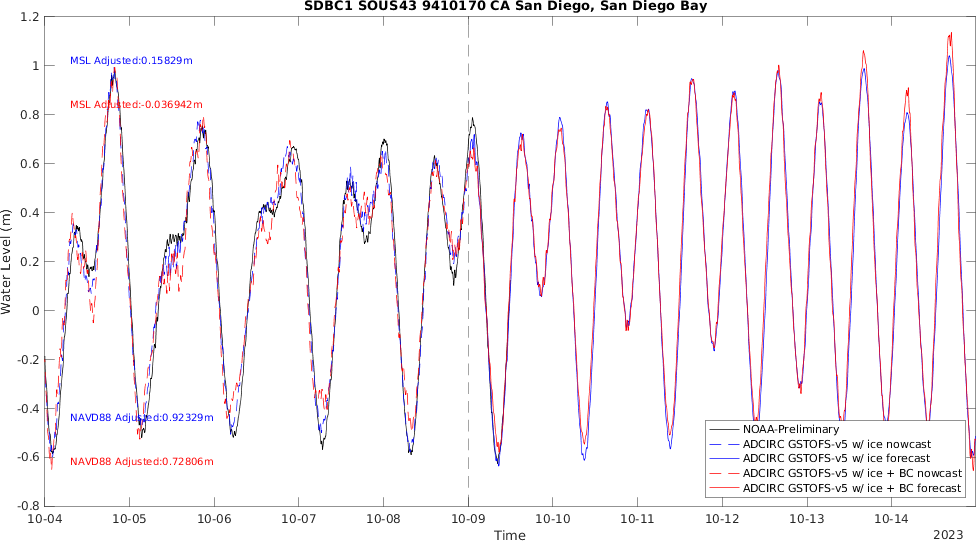 SDBC1 SOUS43 9410170 CA San Diego, San Diego Bay
1.2
1
0.8
0.6
0.4
0.2
0
-0.2
-0.4
-0.6
-0.8
Water Level (m)
MSL Adjusted:0.15829m
MSL Adjusted:-0.036942m
NAVD88 Adjusted:0.92329m
NAVD88 Adjusted:0.72806m
NOAA-Preliminary
ADCIRC GSTOFS-v5 w/ ice nowcast
ADCIRC GSTOFS-v5 w/ ice forecast
ADCIRC GSTOFS-v5 w/ ice + BC nowcast
ADCIRC GSTOFS-v5 w/ ice + BC forecast
10-04 10-05 10-06 10-07 10-08 10-09 10-10 10-11 10-12 10-13 10-14
Time
2023